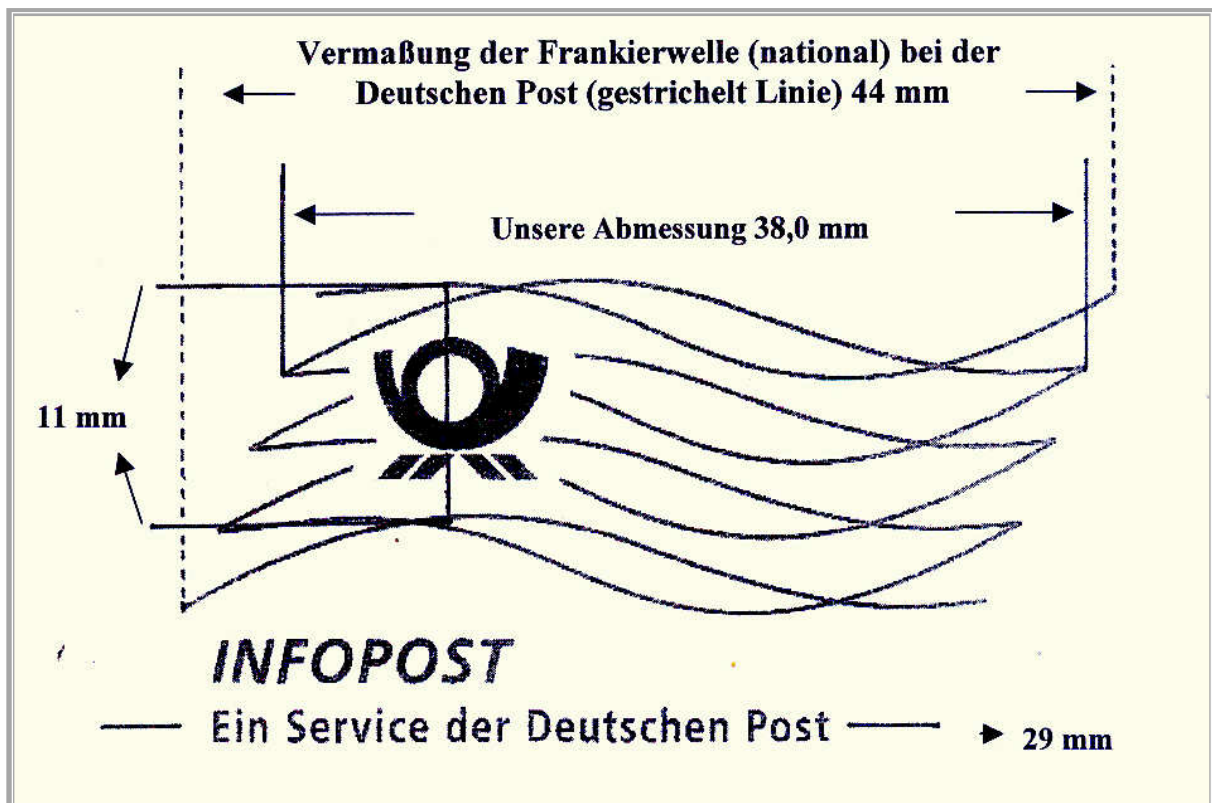 Vermaßung der Frankierwelle (national) bei der
Deutschen Post (gestrichelt Linie) 44 mm
Unsere Abmessung 38,0 mm
11 mm
INFOPOST
Ein Service der Deutschen Post
29 mm